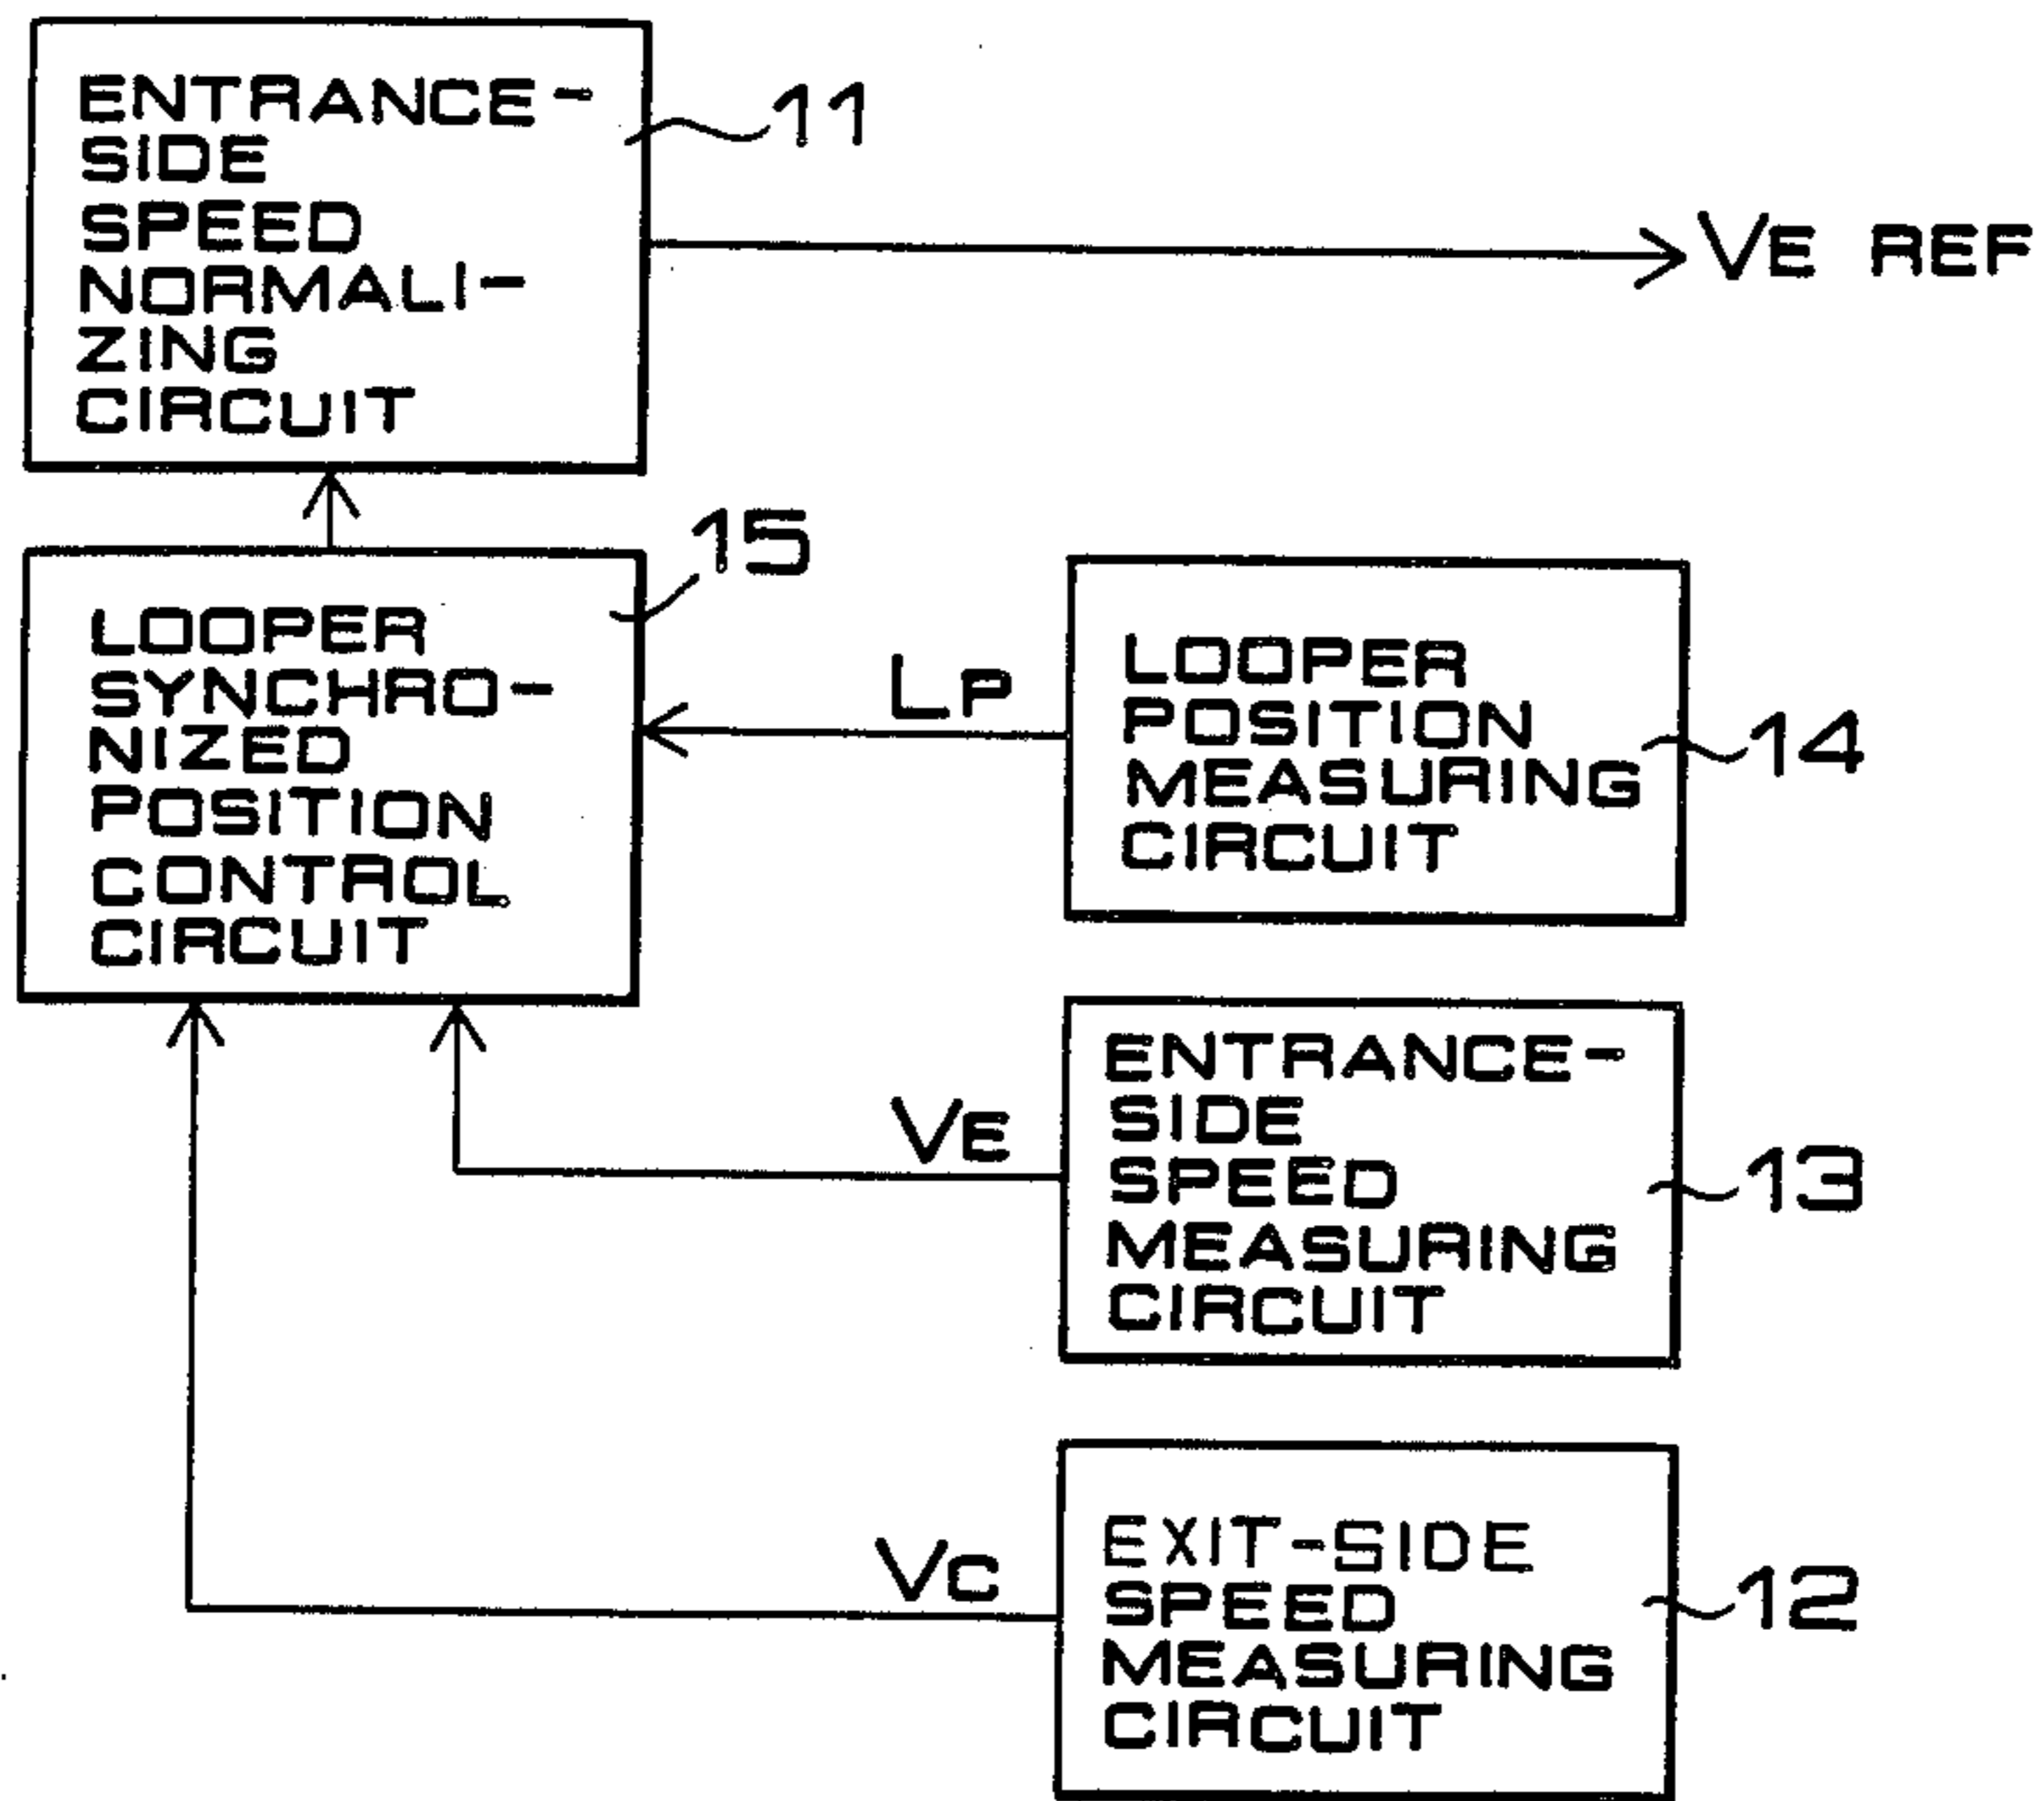 ENTRANCE-
SIDE
SPEED
NORMALI-
ZING
CIRCUIT
11
VE REF
LOOPER
SYNCHRO-
NIZED
POSITION
CONTROL
CIRCUIT
15
LP
LOOPER
POSITION
MEASURING
CIRCUIT
14
VE
ENTRANCE-
SIDE
SPEED
MEASURING
CIRCUIT
13
VC
EXIT-SIDE
SPEED
MEASURING
CIRCUIT
12